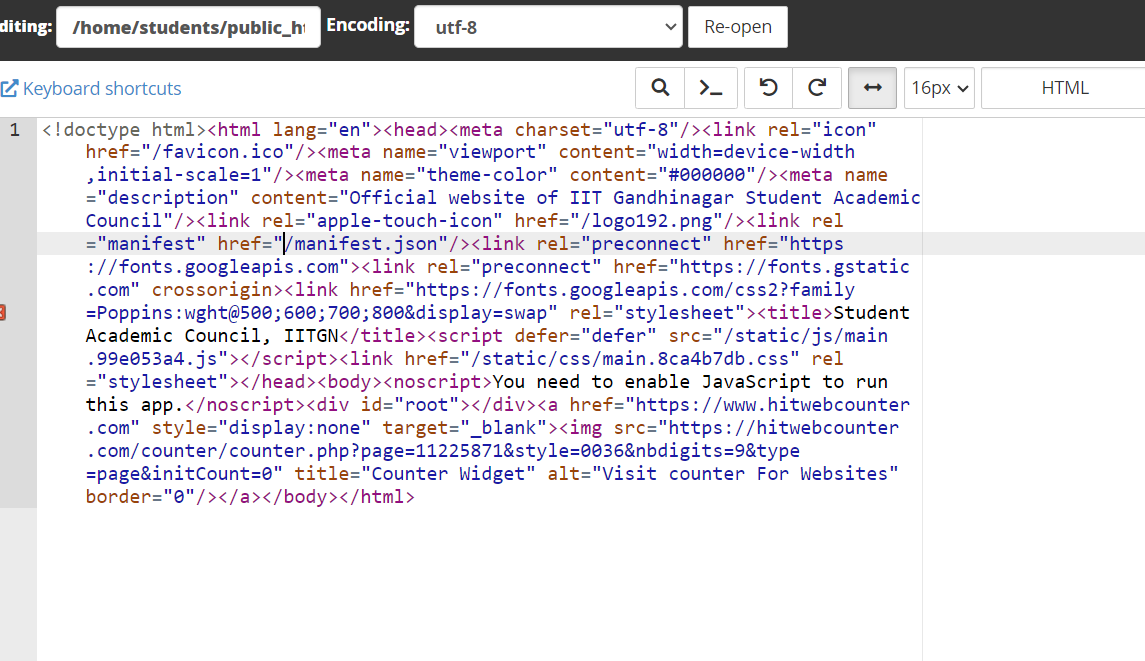 diting: /home/students/public_h Encoding: utf-8 Re-open
Keyboard shortcuts 16px HTML
1 <!doctype html><html lang="en"><head><meta charset="utf-8"/><link rel="icon"
href="/favicon.ico"/><meta name="viewport" content="width=device-width
,initial-scale=1"/><meta name="theme-color" content="#000000"/><meta name
="description" content="Official website of IIT Gandhinagar Student Academic
Council"/><link rel="apple-touch-icon" href="/logo192.png"/><link rel
="manifest" href="/manifest.json"/><link rel="preconnect" href="https
://fonts.googleapis.com"><link rel="preconnect" href="https://fonts.gstatic
.com" crossorigin><link href="https://fonts.googleapis.com/css2?family
=Poppins:wght@500;600;700;800&display=swap" rel="stylesheet"><title>Student
Academic Council, IITGN</title><script defer="defer" src="/static/js/main
.99e053a4.js"></script><link href="/static/css/main.8ca4b7db.css" rel
="stylesheet"></head><body><noscript>You need to enable JavaScript to run
this app.</noscript><div id="root"></div><a href="https://www.hitwebcounter
.com" style="display:none" target="_blank"><img src="https://hitwebcounter
.com/counter/counter.php?page=11225871&style=0036&nbdigits=9&type
=page&initCount=0" title="Counter Widget" alt="Visit counter For Websites"
border="0"/></a></body></html>